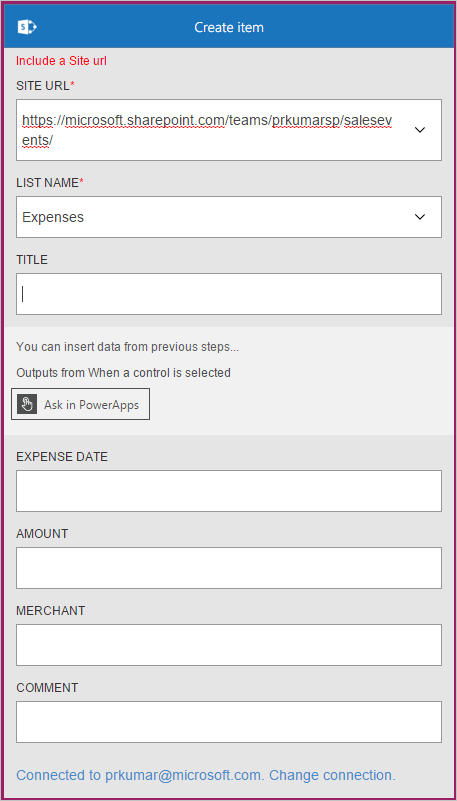 Create item
Include a Site url
SITE URL*
https://microsoft.sharepoint.com/teams/prkumarsp/salesev
ents/
LIST NAME*
Expenses
TITLE
You can insert data from previous steps...
Outputs from When a control is selected
Ask in PowerApps
EXPENSE DATE
AMOUNT
MERCHANT
COMMENT
Connected to prkumar@microsoft.com. Change connection.